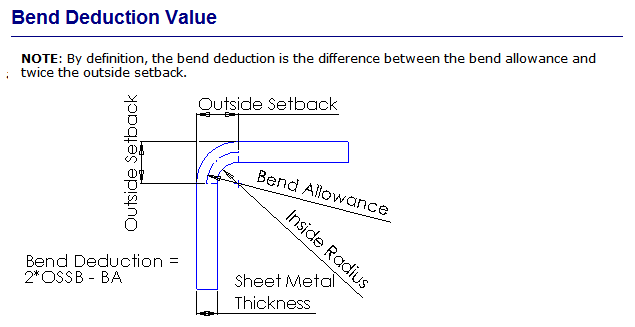 Bend Deduction Value
NOTE: By definition, the bend deduction is the difference between the bend allowance and
twice the outside setback.
;
Outside Setback
Outside Setback
Bend Allowance
Inside Radius
Bend Deduction =
2*OSSB - BA
Sheet Metal
Thickness